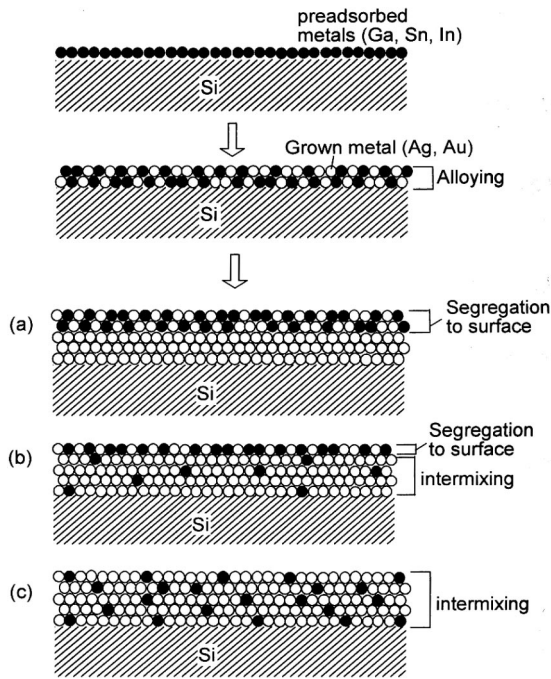 preadsorbed
metals (Ga, Sn, In)
Si
Grown metal (Ag, Au)
Alloying
Si
(a)
Segregation
to surface
Si
Segregation
to surface
(b)
intermixing
Si
(c)
intermixing
Si